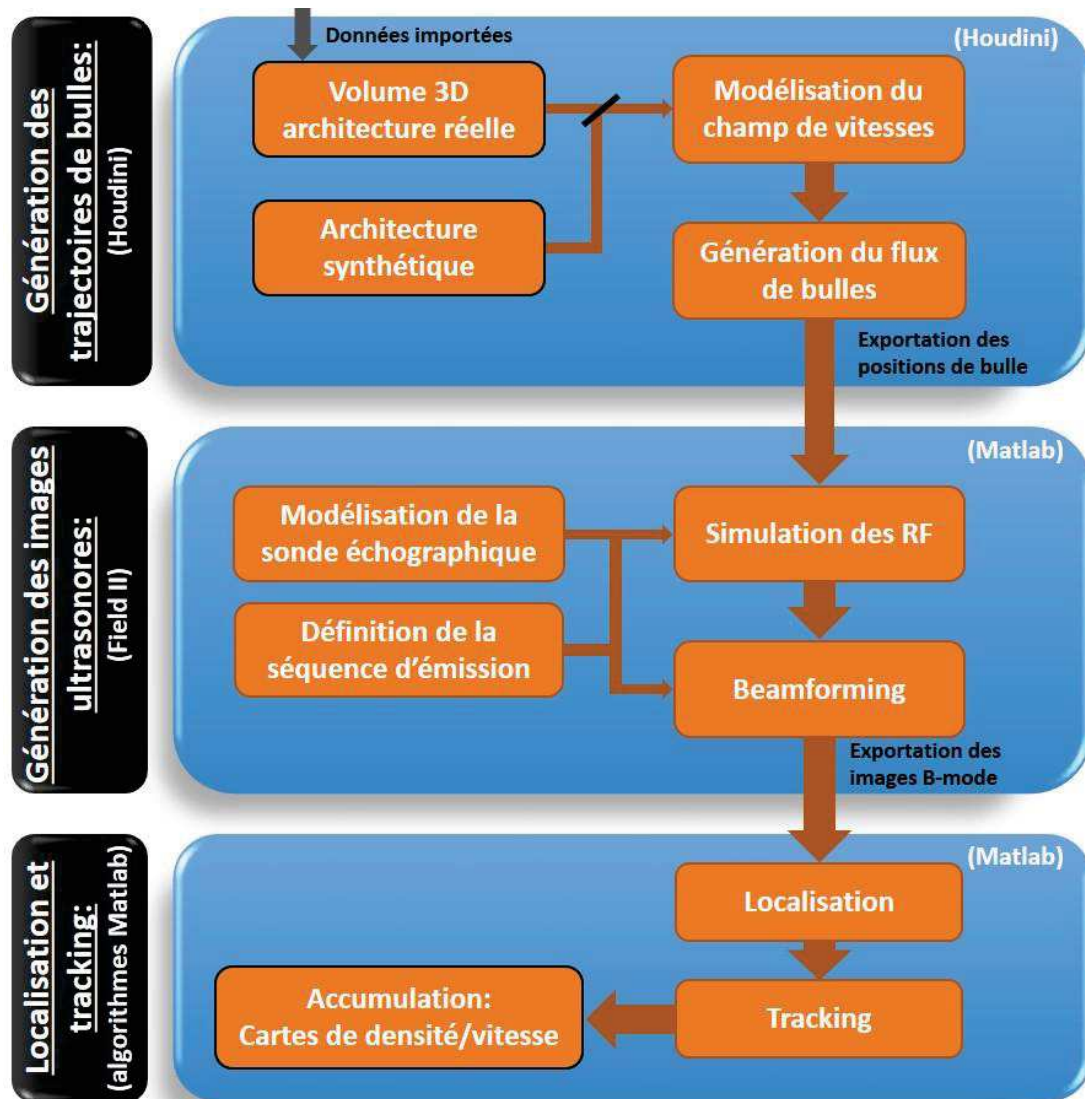 Génération des
trajectoires de bulles:
(Houdini)
Données importées
(Houdini)
Volume 3D
architecture réelle
Modélisation du
champ de vitesses
Architecture
synthétique
Génération du flux
de bulles
Exportation des
positions de bulle
Génération des images
ultrasonores:
(Field II)
(Matlab)
Modélisation de la
sonde échographique
Simulation des RF
Définition de la
séquence d’émission
Beamforming
Exportation des
images B-mode
Localisation et
tracking:
(algorithmes Matlab)
(Matlab)
Localisation
Accumulation:
Cartes de densité/vitesse
Tracking